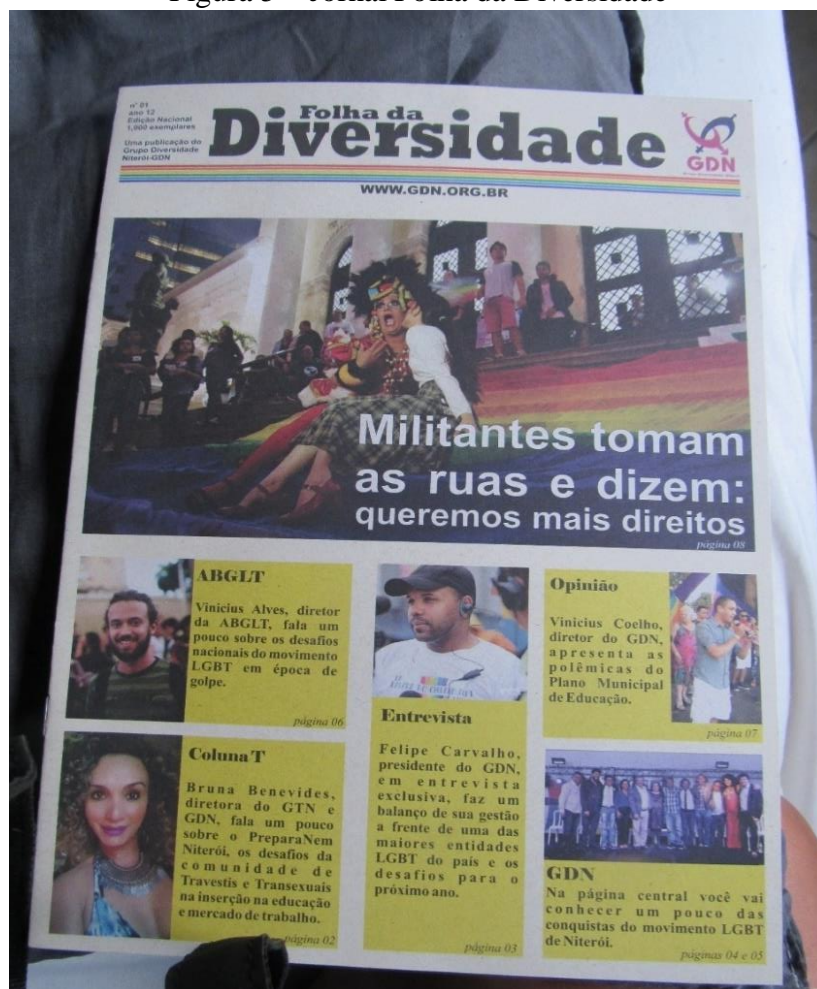 Figura 3 – Jornal Folha da Diversidade
nº 01
ano 12
Edição Nacional
1,000 exemplares
Uma publicação do
Grupo Diversidade
Niterói-GDN
Folha da
Diversidade
GDN
WWW.GDN.ORG.BR
Militantes tomam
as ruas e dizem:
queremos mais direitos
página 08
ABGLT
Vinicius Alves, diretor
da ABGLT, fala um
pouco sobre os desafios
nacionais do movimento
LGBT em época de
golpe.
página 06
Coluna T
Bruna Benevides,
diretora do GTN e
GDN, fala um pouco
sobre o PreparaNem
Niterói, os desafios da
comunidade de
Travestis e Transexuais
na inserção na educação
e mercado de trabalho.
página 02
Entrevista
Felipe Carvalho,
presidente do GDN,
em entrevista
exclusiva, faz um
balanço de sua gestão
a frente de uma das
maiores entidades
LGBT do país e os
desafios para o
próximo ano.
página 03
Opinião
Vinicius Coelho,
diretor do GDN,
apresenta as
polêmicas do
Plano Municipal
de Educação.
página 07
GDN
Na página central você vai
conhecer um pouco das
conquistas do movimento LGBT
de Niterói.
páginas 04 e 05